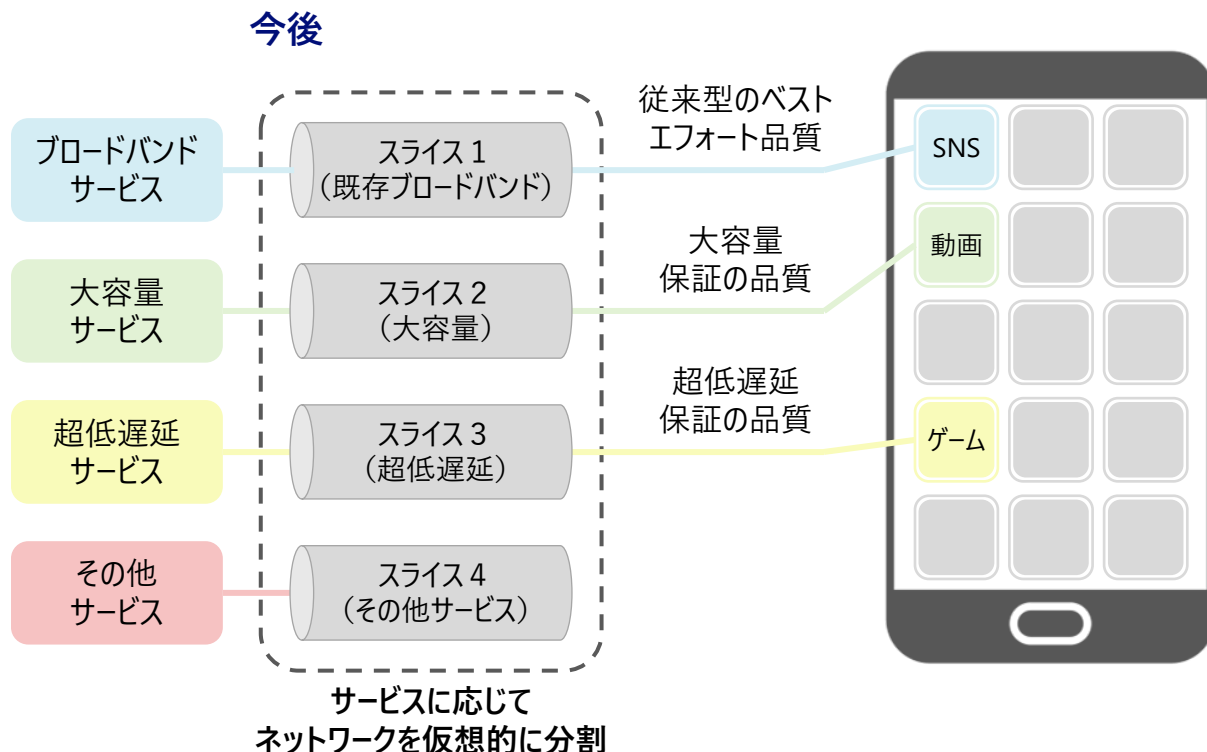 今後
ブロードバンド
サービス
スライス 1
（既存ブロードバンド）
従来型のベスト
エフォート品質
SNS
大容量
サービス
スライス 2
（大容量）
大容量
保証の品質
動画
超低遅延
サービス
スライス 3
（超低遅延）
超低遅延
保証の品質
ゲーム
その他
サービス
スライス 4
（その他サービス）
サービスに応じて
ネットワークを仮想的に分割